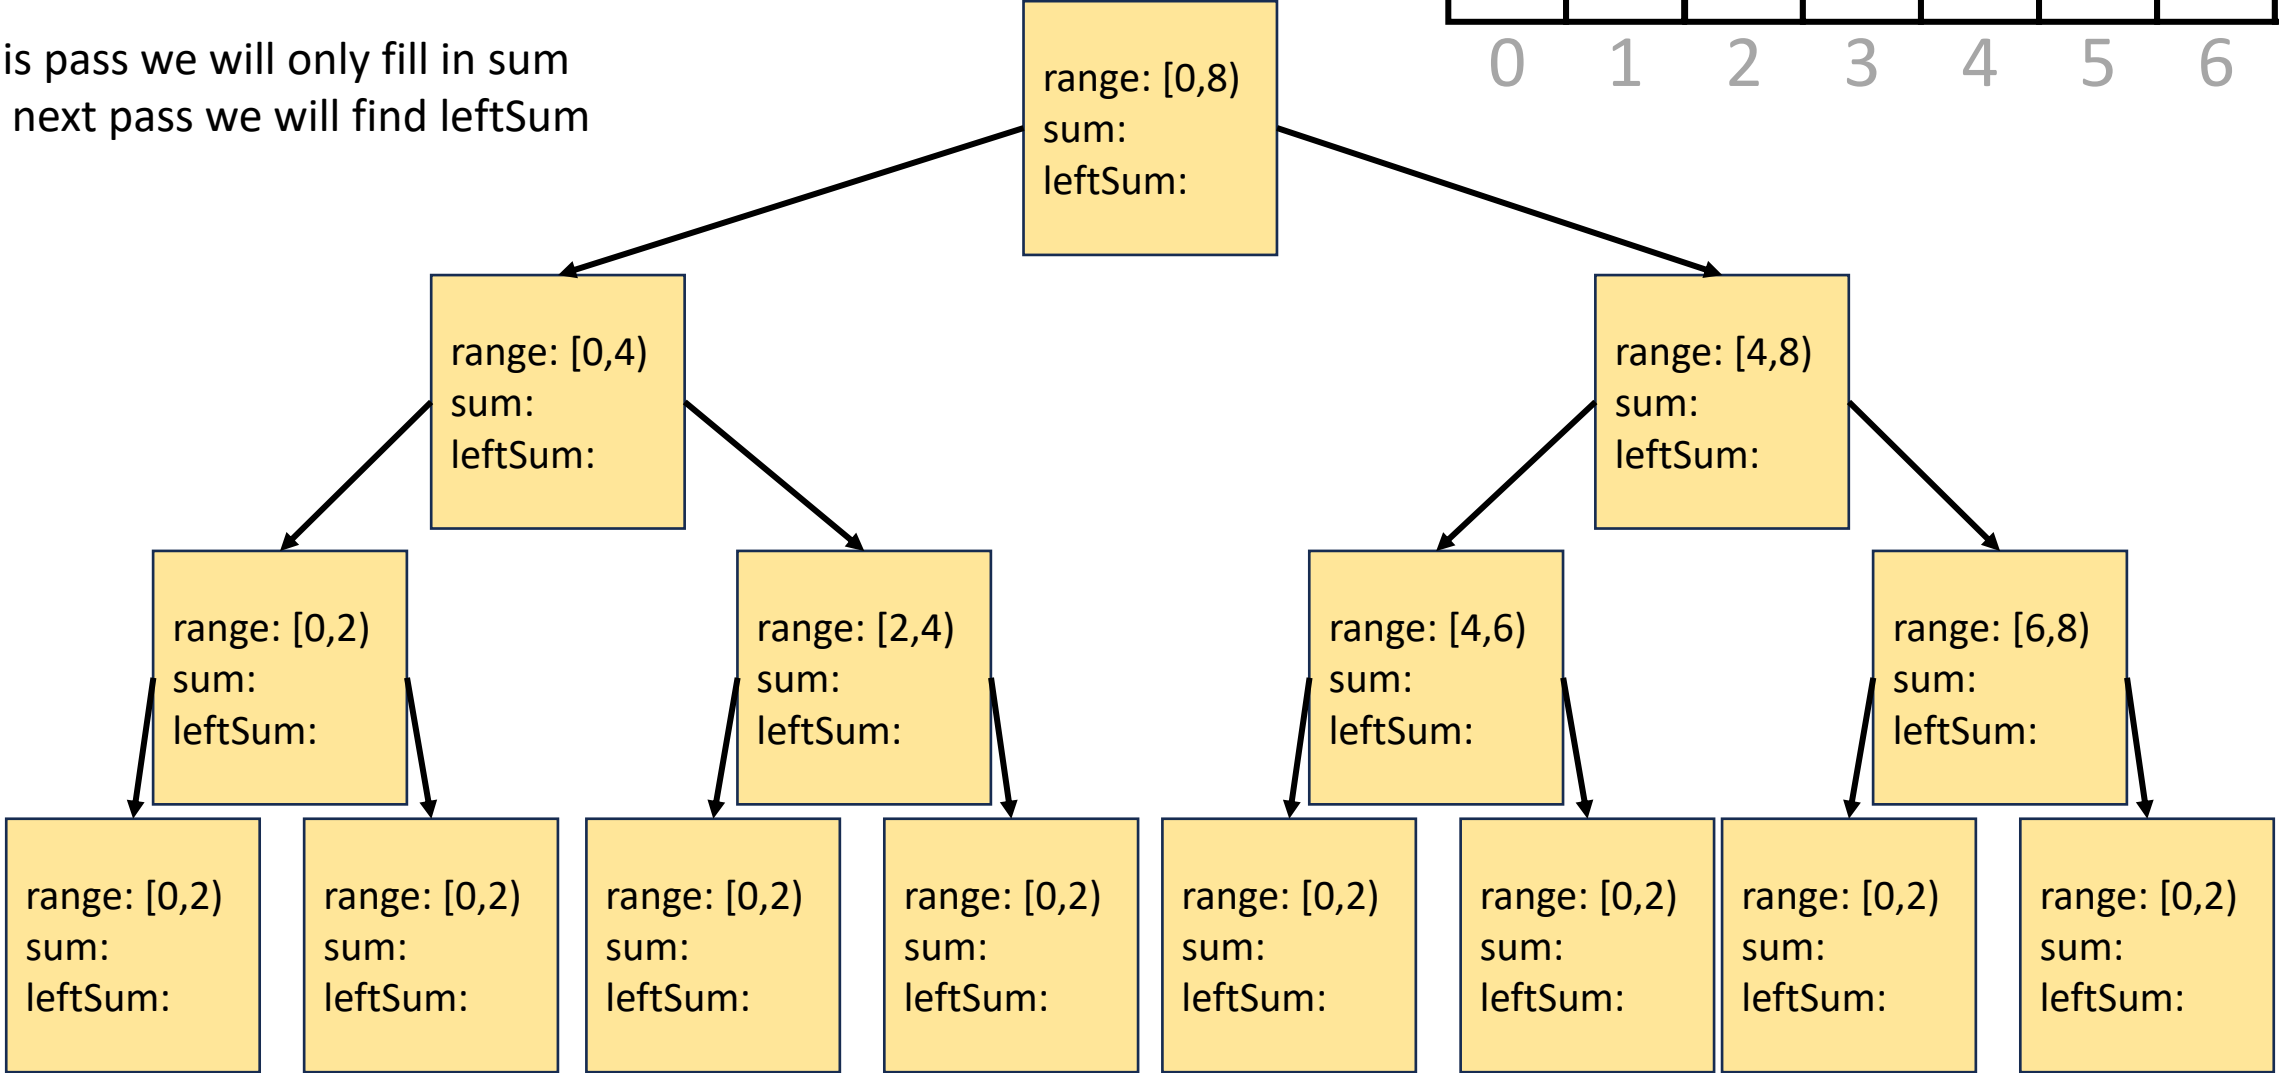 is pass we will only fill in sum
next pass we will find leftSum
0 1 2 3 4 5 6
range: [0,8)
sum:
leftSum:
range: [0,4)
sum:
leftSum:
range: [4,8)
sum:
leftSum:
range: [0,2)
sum:
leftSum:
range: [2,4)
sum:
leftSum:
range: [4,6)
sum:
leftSum:
range: [6,8)
sum:
leftSum:
range: [0,2)
sum:
leftSum:
range: [0,2)
sum:
leftSum:
range: [0,2)
sum:
leftSum:
range: [0,2)
sum:
leftSum:
range: [0,2)
sum:
leftSum:
range: [0,2)
sum:
leftSum:
range: [0,2)
sum:
leftSum:
range: [0,2)
sum:
leftSum: